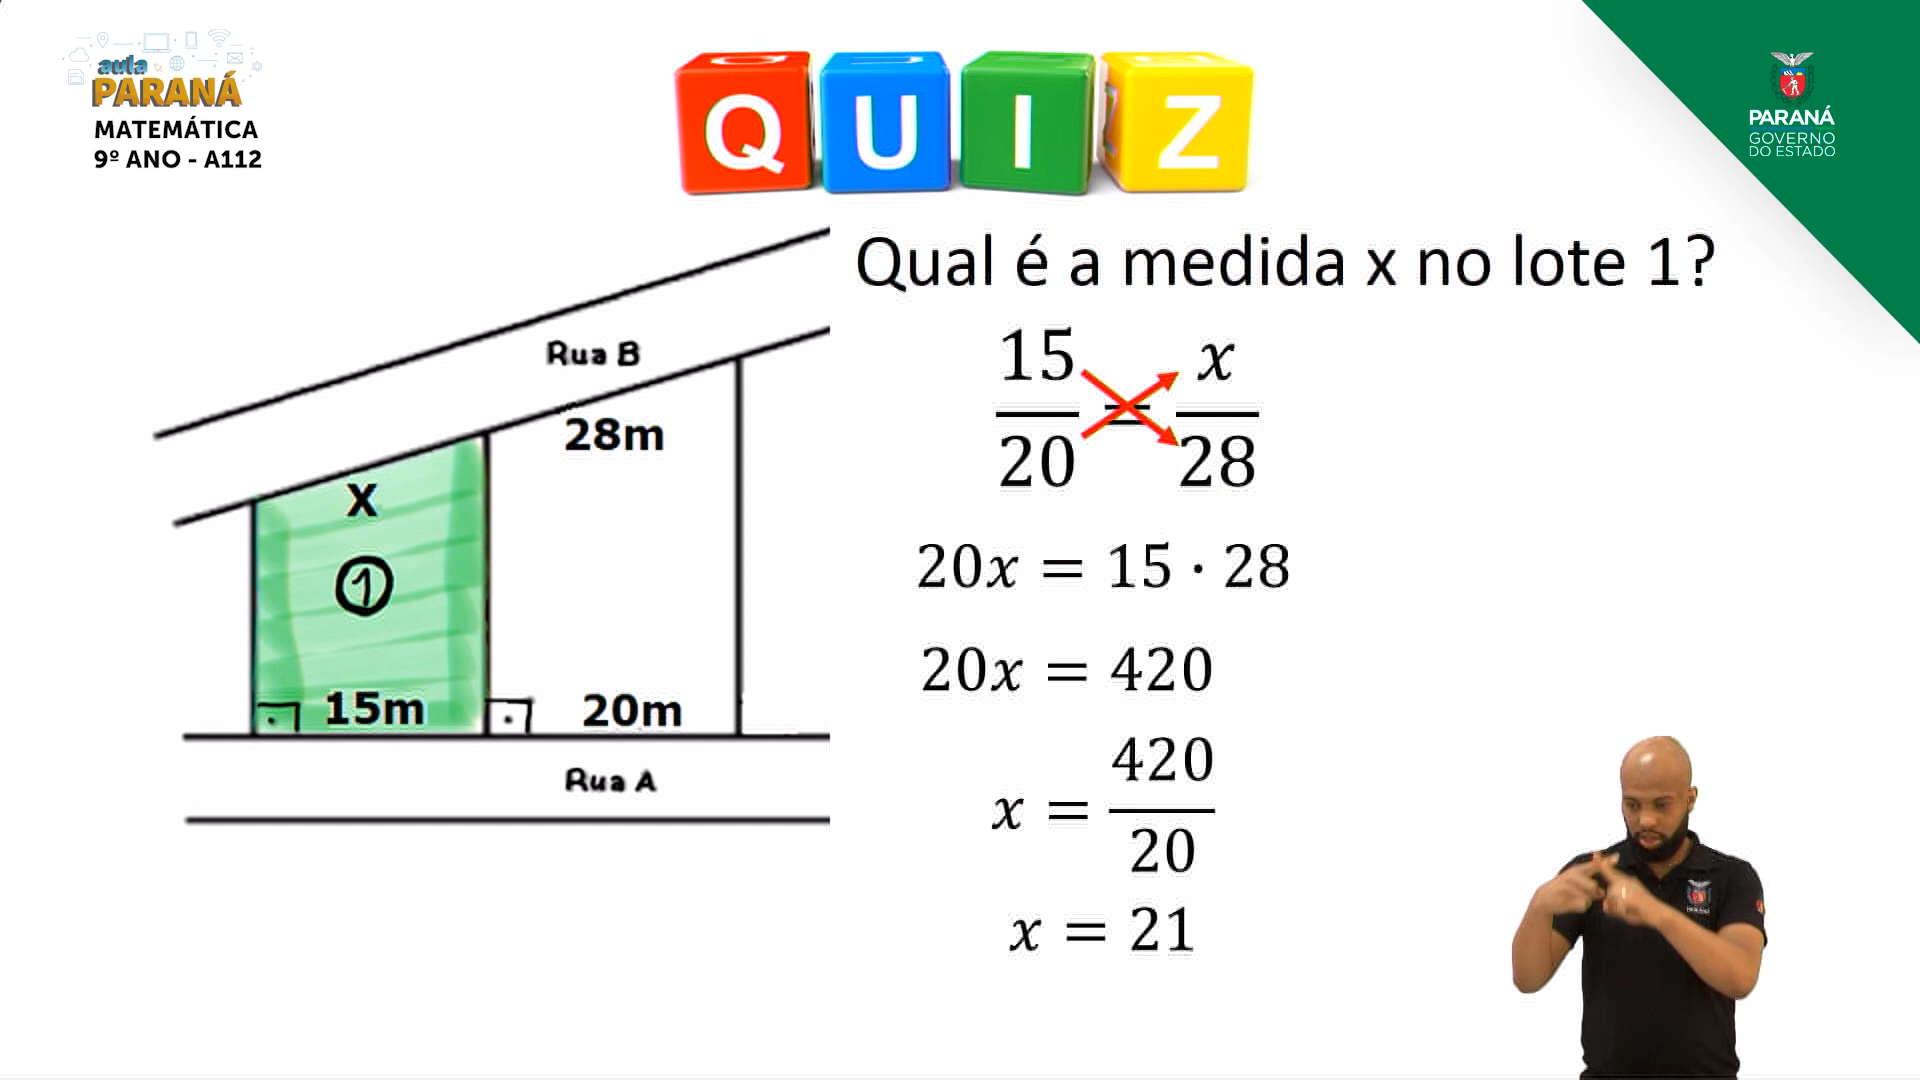 aula
PARANÁ
MATEMÁTICA
9º ANO - A112
QUIZ
PARANÁ
GOVERNO
DO ESTADO
Qual é a medida x no lote 1?
Rua B
28m
X
1
15m
20m
Rua A
15/20 = x/28
20x = 15 · 28
20x = 420
x = 420/20
x = 21